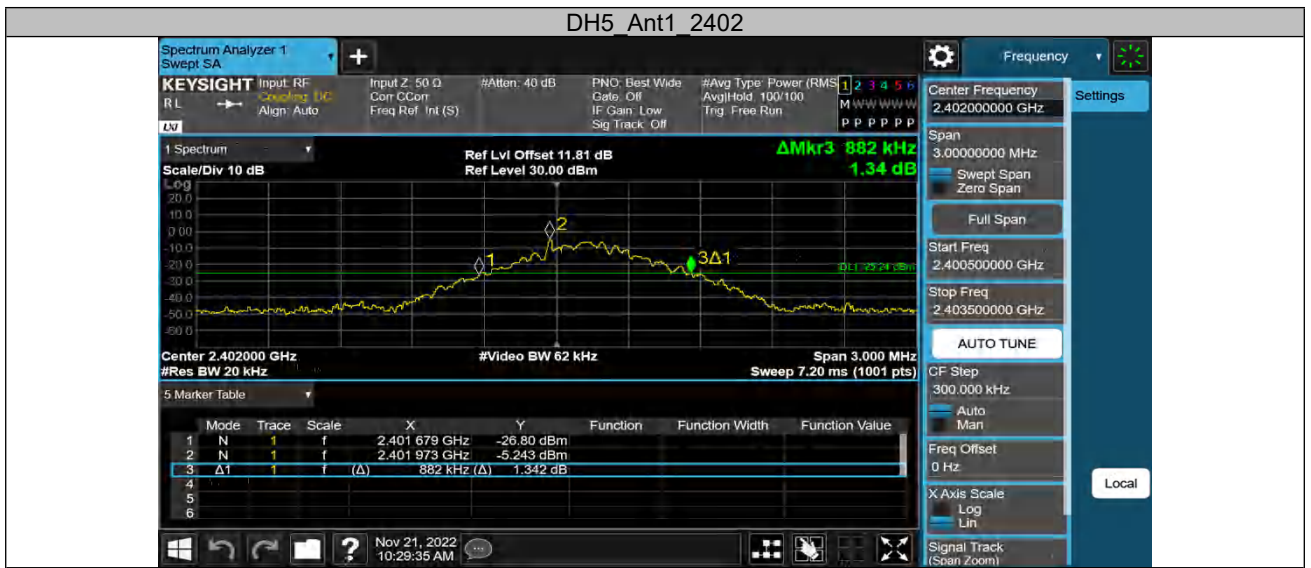 DH5_Ant1_2402
Spectrum Analyzer 1
Swept SA
+
Frequency
KEYSIGHT
RL
LXI
Input: RF
Coupling: DC
Align: Auto
Input Z: 50 Ω
Corr CCorr
Freq Ref: Int (S)
#Atten: 40 dB
PNO: Best Wide
Gate: Off
IF Gain: Low
Sig Track: Off
#Avg Type: Power (RMS
Avg|Hold: 100/100
Trig: Free Run
1 2 3 4 5 6
M W W W W W
P P P P P P
Center Frequency
2.402000000 GHz
Settings
Span
3.00000000 MHz
Swept Span
Zero Span
Full Span
Start Freq
2.400500000 GHz
Stop Freq
2.403500000 GHz
AUTO TUNE
CF Step
300.000 kHz
Auto
Man
Freq Offset
0 Hz
X Axis Scale
Log
Lin
Signal Track
(Span Zoom)
Local
1 Spectrum
Scale/Div 10 dB
Ref Lvl Offset 11.81 dB
Ref Level 30.00 dBm
ΔMkr3 882 kHz
1.34 dB
Log
20.0
10.0
0.00
-10.0
-20.0
-30.0
-40.0
-50.0
-60.0
1
2
3Δ1
DL1 -25.24 dBm
Center 2.402000 GHz
#Video BW 62 kHz
Span 3.000 MHz
#Res BW 20 kHz
Sweep 7.20 ms (1001 pts)
5 Marker Table
Mode Trace Scale X Y Function Function Width Function Value
1 N 1 f 2.401 679 GHz -26.80 dBm
2 N 1 f 2.401 973 GHz -5.243 dBm
3 Δ1 1 f (Δ) 882 kHz (Δ) 1.342 dB
4
5
6
?
Nov 21, 2022
10:29:35 AM